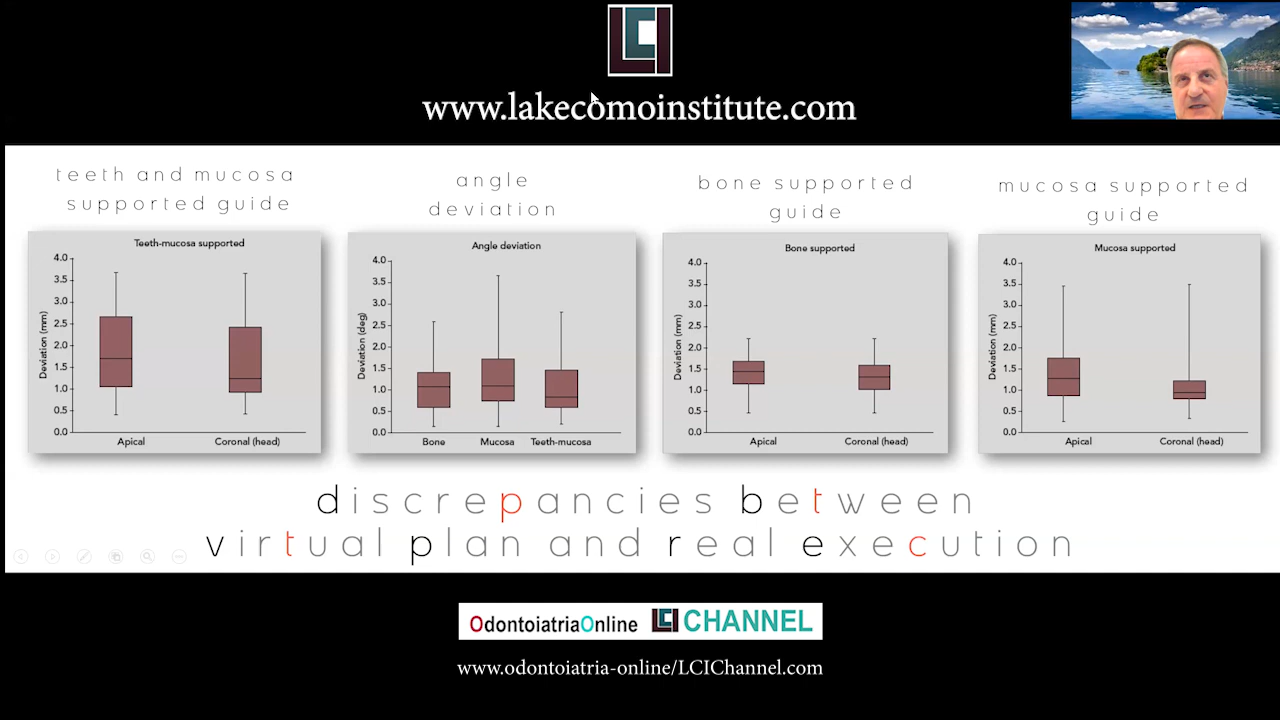 LCI
www.lakecomoinstitute.com
teeth and mucosa
supported guide
Teeth-mucosa supported
4.0
3.5
3.0
2.5
2.0
1.5
1.0
0.5
0.0
Deviation (mm)
Apical Coronal (head)
angle
deviation
Angle deviation
4.0
3.5
3.0
2.5
2.0
1.5
1.0
0.5
0.0
Deviation (deg)
Bone Mucosa Teeth-mucosa
bone supported
guide
Bone supported
4.0
3.5
3.0
2.5
2.0
1.5
1.0
0.5
0.0
Deviation (mm)
Apical Coronal (head)
mucosa supported
guide
Mucosa supported
4.0
3.5
3.0
2.5
2.0
1.5
1.0
0.5
0.0
Deviation (mm)
Apical Coronal (head)
discrepancies between
virtual plan and real execution
OdontoiatriaOnline LCI CHANNEL
www.odontoiatria-online/LCIChannel.com